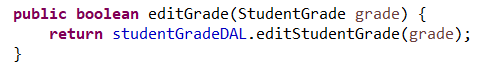 public boolean editGrade(StudentGrade grade) {
    return studentGradeDAL.editStudentGrade(grade);
}